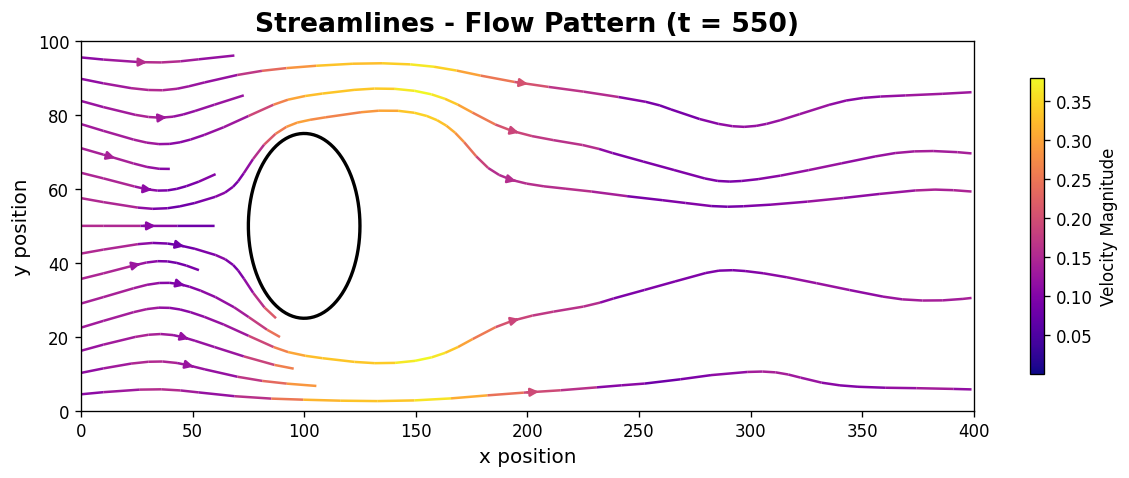 Streamlines - Flow Pattern (t = 550)
100
80
60
40
20
0
y position
0 50 100 150 200 250 300 350 400
x position
0.35
0.30
0.25
0.20
0.15
0.10
0.05
Velocity Magnitude